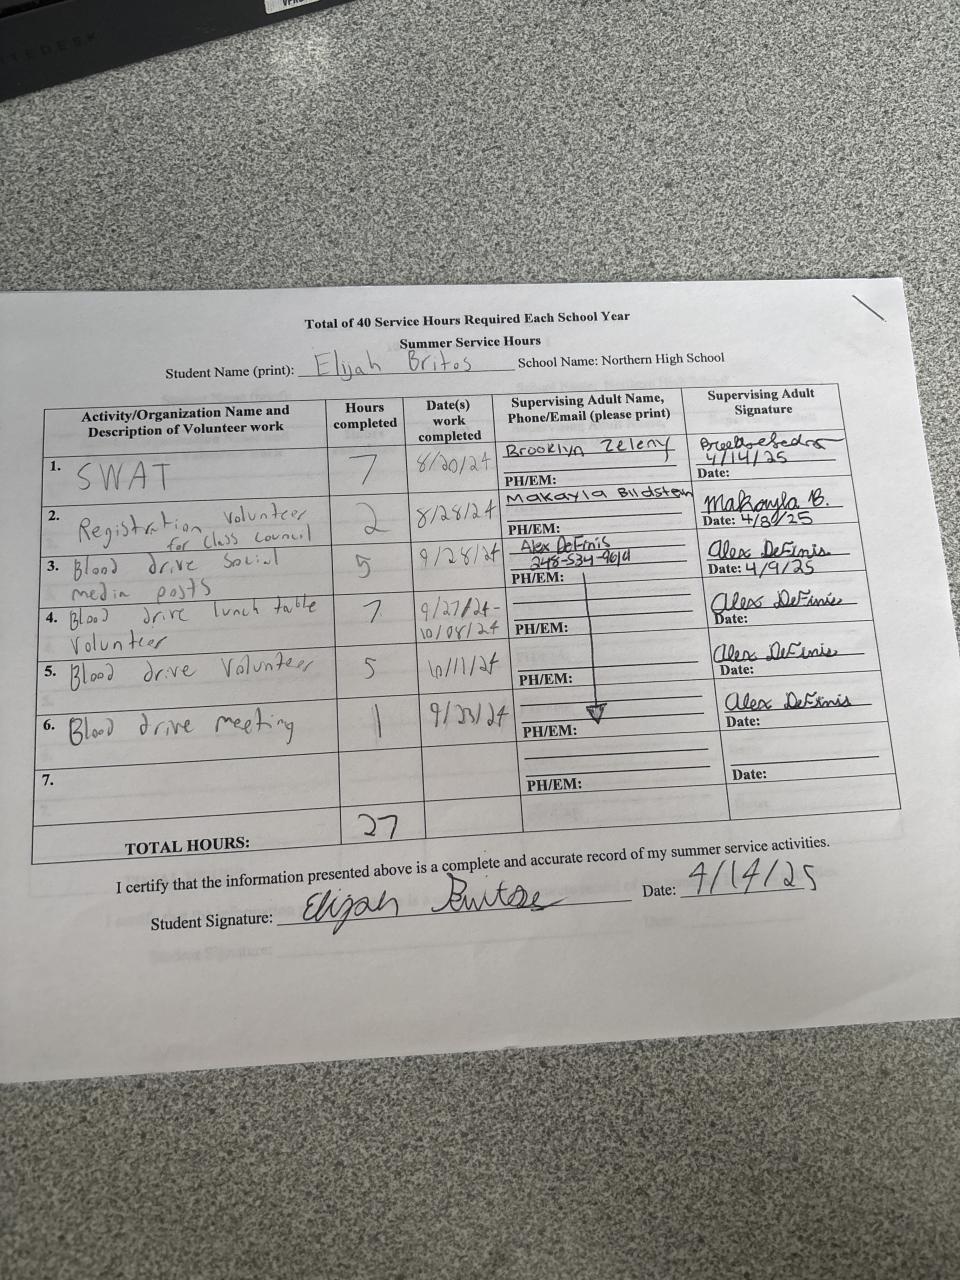 Total of 40 Service Hours Required Each School Year
Summer Service Hours
Student Name (print): Elijah Britos School Name: Northern High School
Activity/Organization Name and Description of Volunteer work
Hours completed
Date(s) work completed
Supervising Adult Name, Phone/Email (please print)
Supervising Adult Signature
1. SWAT
7
8/20/24
Brooklyn Zeleny
PH/EM:
4/14/25
Date:
2. Registration Volunteer
for Class Council
2
8/28/24
Makayla Bildstein
PH/EM:
Makayla B.
Date: 4/8/25
3. Blood drive Social
media posts
5
9/28/24
Alex DeFinis
248-534-9614
PH/EM:
Alex DeFinis
Date: 4/9/25
4. Blood drive lunch table
Volunteer
7
9/27/24-
10/08/24
PH/EM:
Alex DeFinis
Date:
5. Blood drive Volunteer
5
10/11/24
PH/EM:
Alex DeFinis
Date:
6. Blood drive meeting
1
9/23/24
PH/EM:
Alex DeFinis
Date:
7.
PH/EM:
Date:
TOTAL HOURS:
27
I certify that the information presented above is a complete and accurate record of my summer service activities.
Student Signature: Elijah Britos Date: 4/14/25